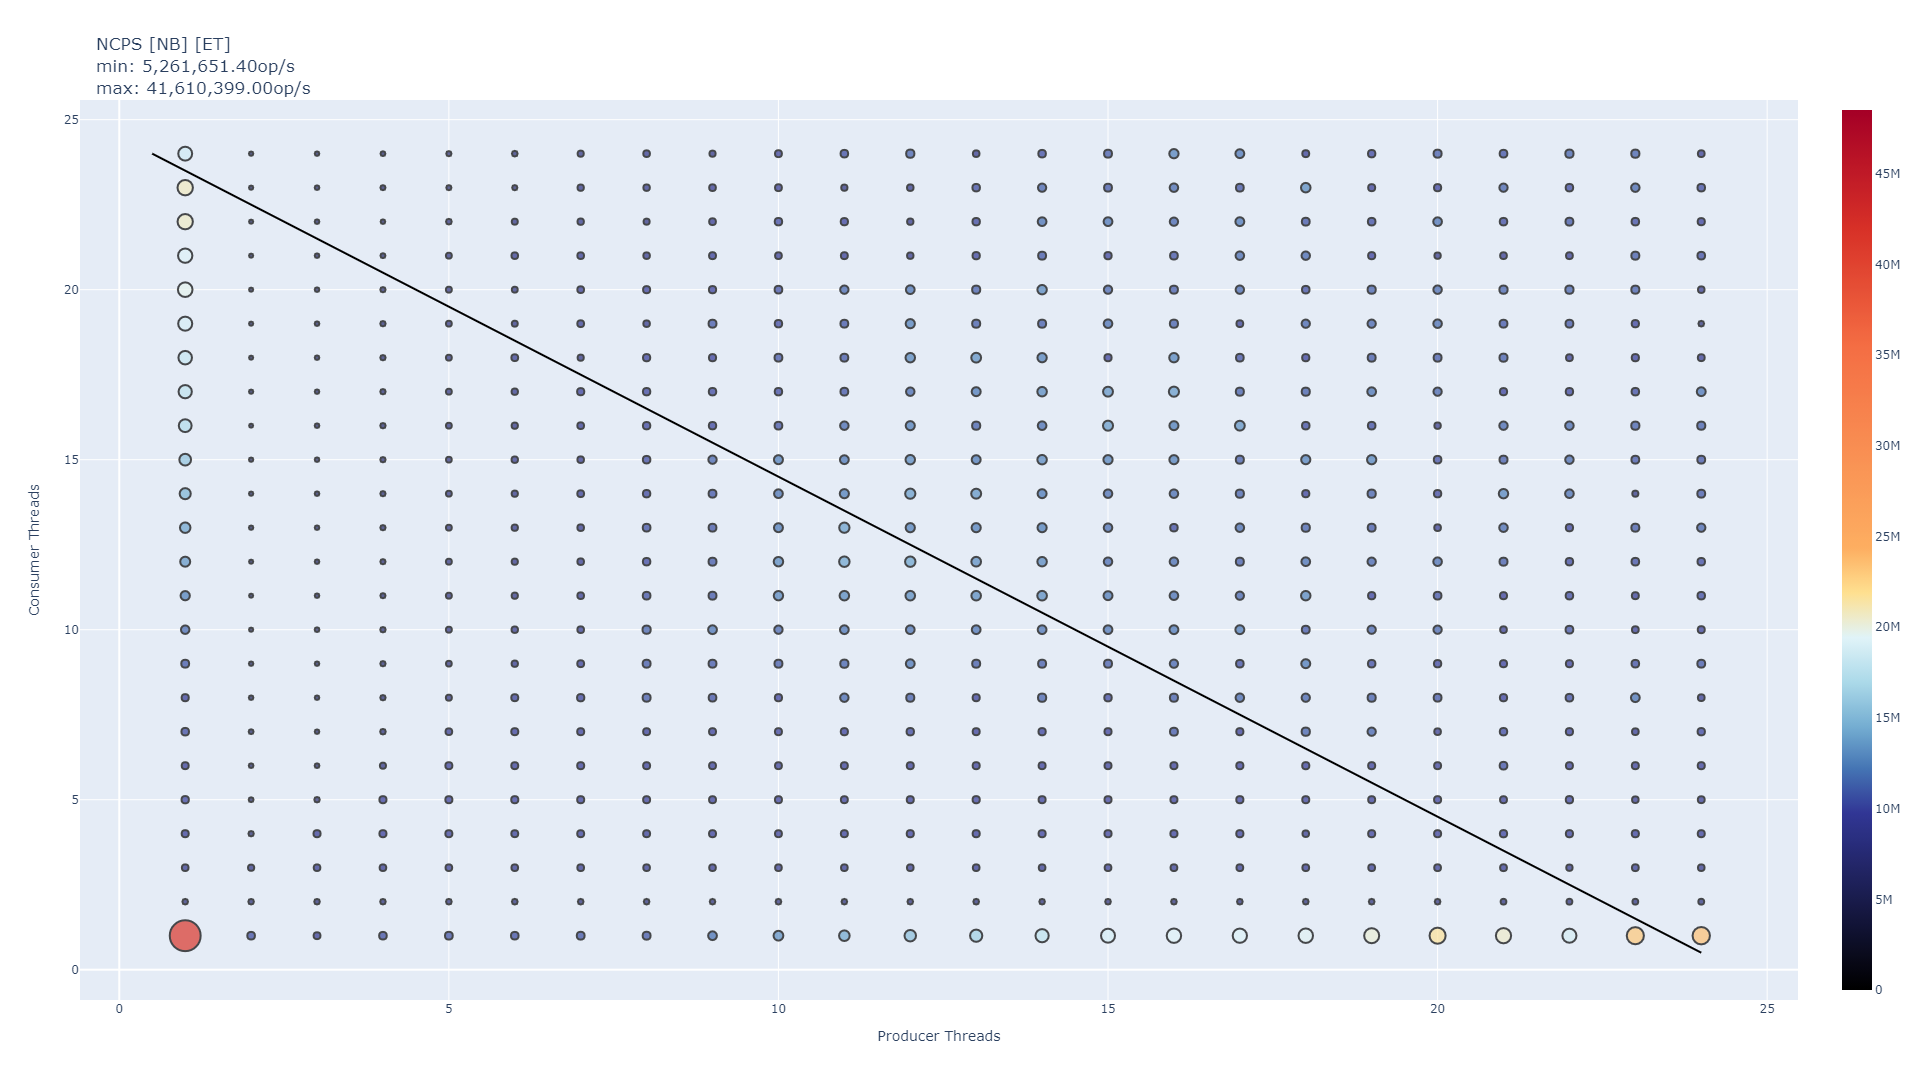 NCPS [NB] [ET]
min: 5,261,651.40op/s
max: 41,610,399.00op/s
25
20
15
10
5
0
Consumer Threads
0
5
10
15
20
25
Producer Threads
45M
40M
35M
30M
25M
20M
15M
10M
5M
0